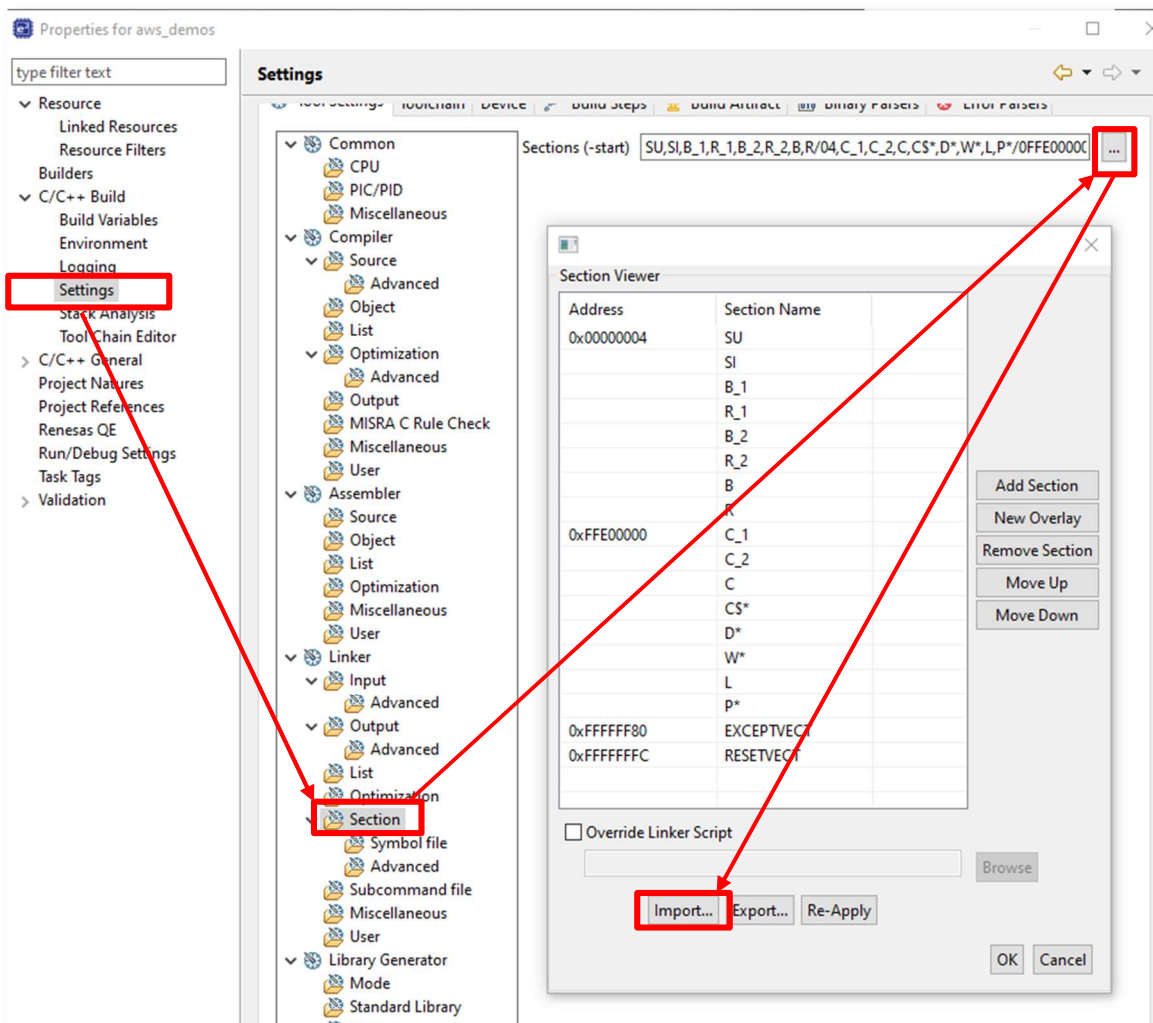 Properties for aws_demos
type filter text
Resource
Linked Resources
Resource Filters
Builders
C/C++ Build
Build Variables
Environment
Logging
Settings
Stack Analysis
Tool Chain Editor
C/C++ General
Project Natures
Project References
Renesas QE
Run/Debug Settings
Task Tags
Validation
Settings
Tool Settings Toolchain Device Build Steps Build Artifact Binary Parsers Error Parsers
Common
CPU
PIC/PID
Miscellaneous
Compiler
Source
Advanced
Object
List
Optimization
Advanced
Output
MISRA C Rule Check
Miscellaneous
User
Assembler
Source
Object
List
Optimization
Miscellaneous
User
Linker
Input
Advanced
Output
Advanced
List
Optimization
Section
Symbol file
Advanced
Subcommand file
Miscellaneous
User
Library Generator
Mode
Standard Library
Sections (-start) SU,SI,B_1,R_1,B_2,R_2,B,R/04,C_1,C_2,C,C$*,D*,W*,L,P*/0FFE00000 ...
Section Viewer
Address Section Name
0x00000004 SU
SI
B_1
R_1
B_2
R_2
B
R
0xFFE00000 C_1
C_2
C
C$*
D*
W*
L
P*
0xFFFFFF80 EXCEPTVECT
0xFFFFFFFC RESETVECT
Add Section
New Overlay
Remove Section
Move Up
Move Down
Override Linker Script
Browse
Import... Export... Re-Apply
OK Cancel